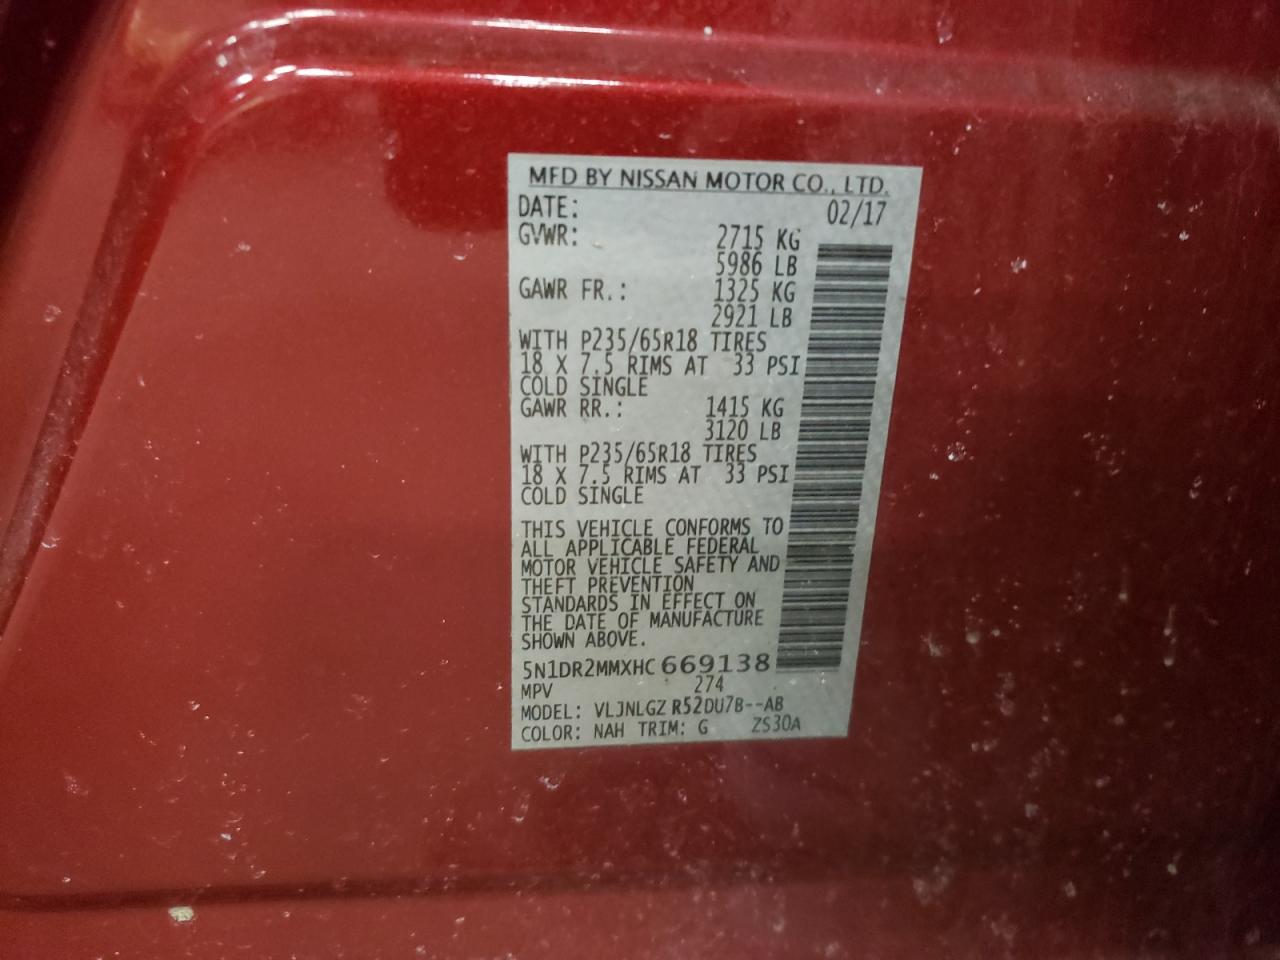 MFD BY NISSAN MOTOR CO., LTD.
DATE: 02/17
GVWR: 2715 KG
5986 LB
GAWR FR.: 1325 KG
2921 LB
WITH P235/65R18 TIRES
18 X 7.5 RIMS AT 33 PSI
COLD SINGLE
GAWR RR.: 1415 KG
3120 LB
WITH P235/65R18 TIRES
18 X 7.5 RIMS AT 33 PSI
COLD SINGLE
THIS VEHICLE CONFORMS TO
ALL APPLICABLE FEDERAL
MOTOR VEHICLE SAFETY AND
THEFT PREVENTION
STANDARDS IN EFFECT ON
THE DATE OF MANUFACTURE
SHOWN ABOVE.
5N1DR2MMXHC669138
MPV 274
MODEL: VLJNLGZ R52DU7B--AB
COLOR: NAH TRIM: G ZS30A